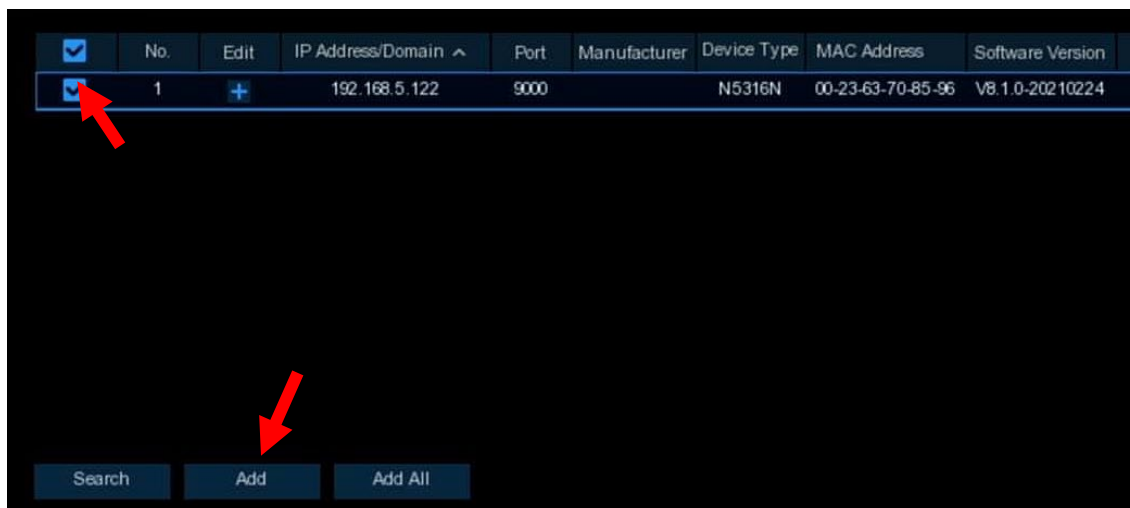 No. Edit IP Address/Domain Port Manufacturer Device Type MAC Address Software Version
1 192.168.5.122 9000 N5316N 00-23-63-70-85-96 V8.1.0-20210224
Search Add Add All